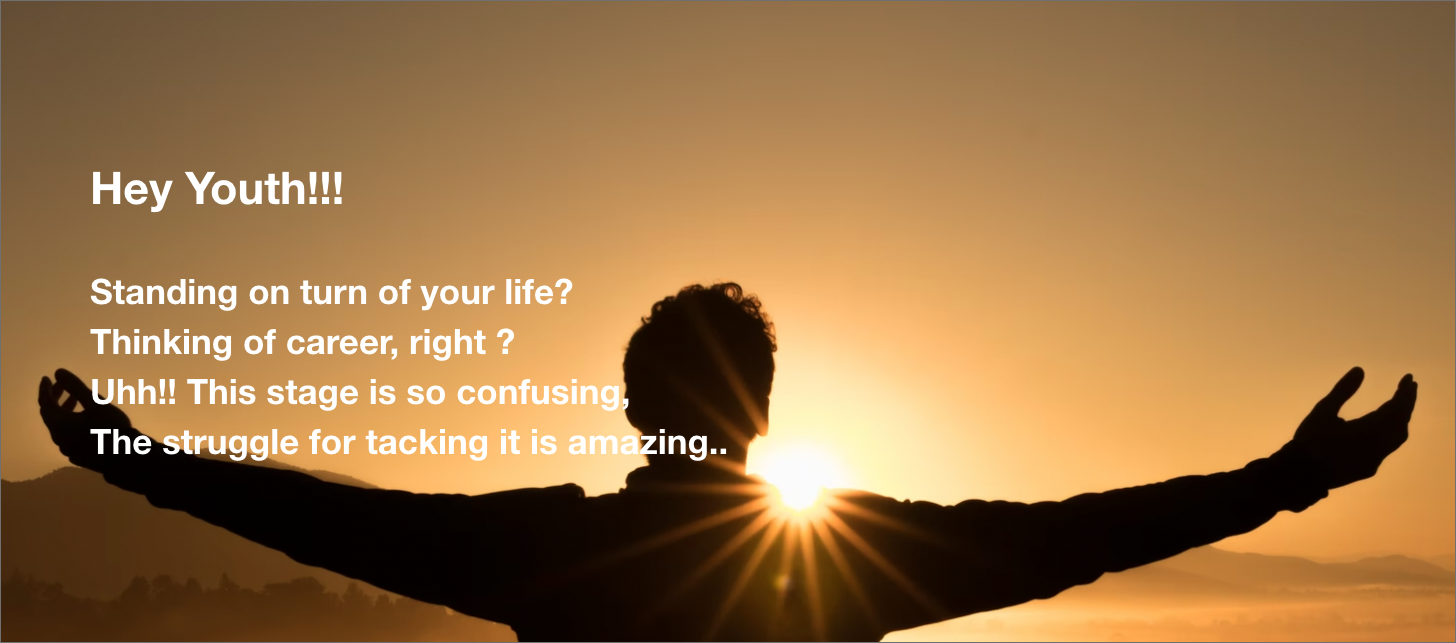 Hey Youth!!!
Standing on turn of your life?
Thinking of career, right ?
Uhh!! This stage is so confusing,
The struggle for tacking it is amazing..